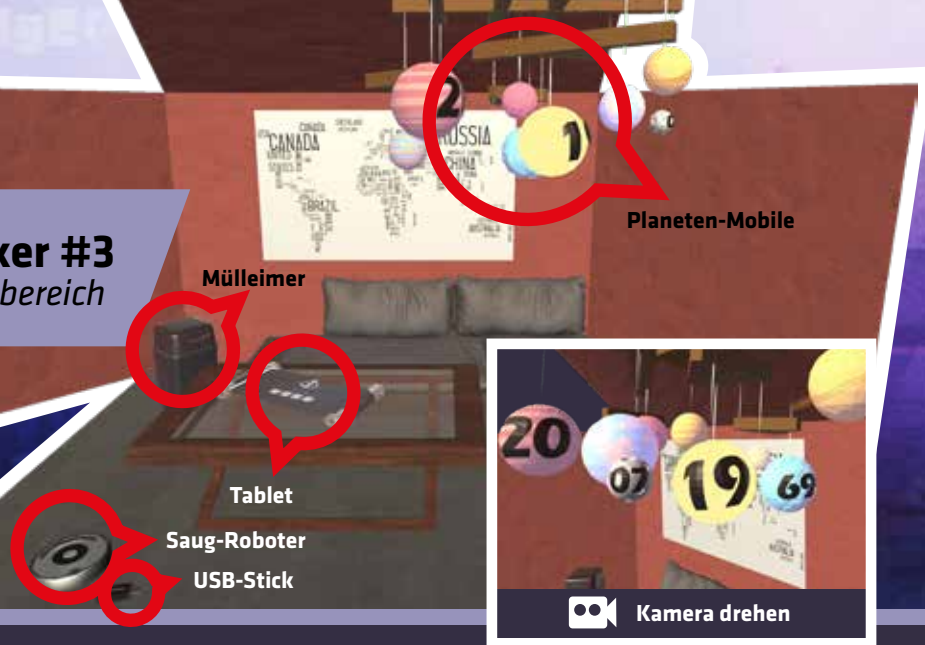 ker #3
bereich
Mülleimer
Planeten-Mobile
Tablet
Saug-Roboter
USB-Stick
2
1
CANADA
RUSSIA
CHINA
BRAZIL
20
07
19
69
Kamera drehen